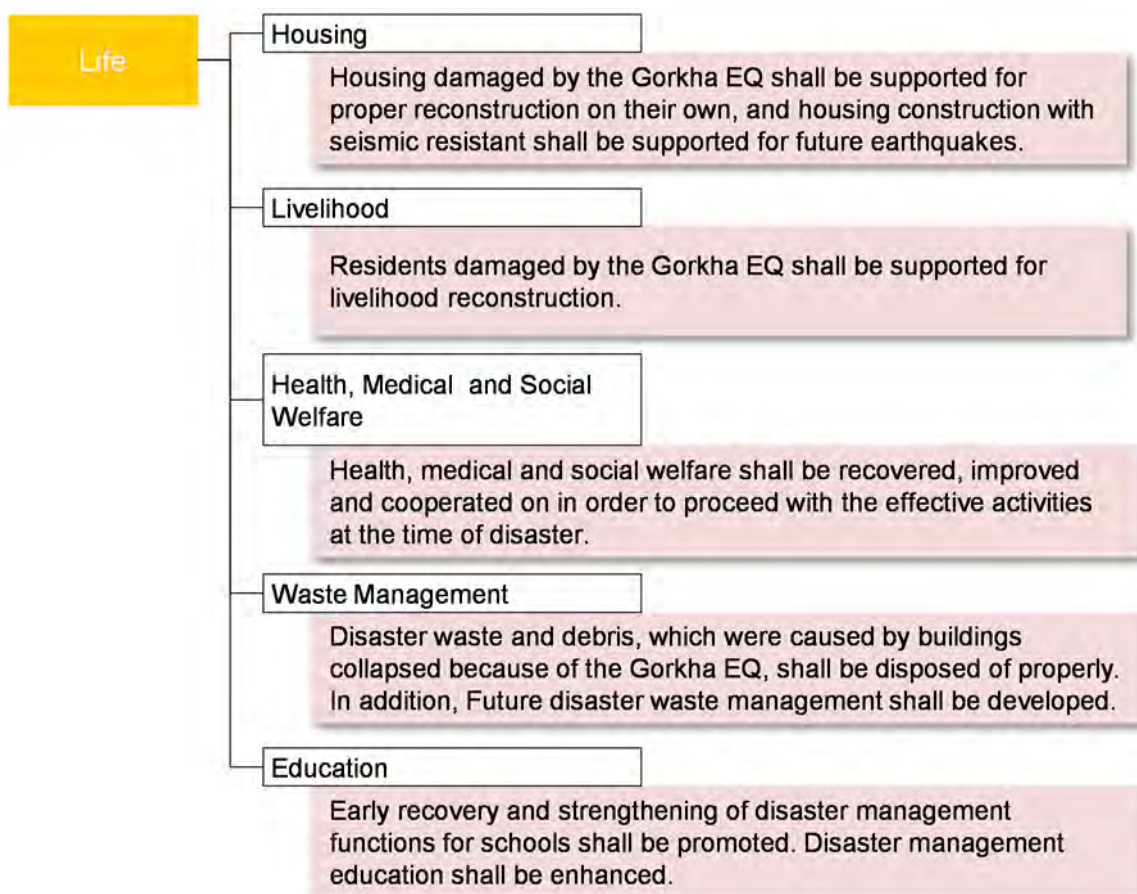 Life
Housing
Housing damaged by the Gorkha EQ shall be supported for
proper reconstruction on their own, and housing construction with
seismic resistant shall be supported for future earthquakes.
Livelihood
Residents damaged by the Gorkha EQ shall be supported for
livelihood reconstruction.
Health, Medical and Social
Welfare
Health, medical and social welfare shall be recovered, improved
and cooperated on in order to proceed with the effective activities
at the time of disaster.
Waste Management
Disaster waste and debris, which were caused by buildings
collapsed because of the Gorkha EQ, shall be disposed of properly.
In addition, Future disaster waste management shall be developed.
Education
Early recovery and strengthening of disaster management
functions for schools shall be promoted. Disaster management
education shall be enhanced.